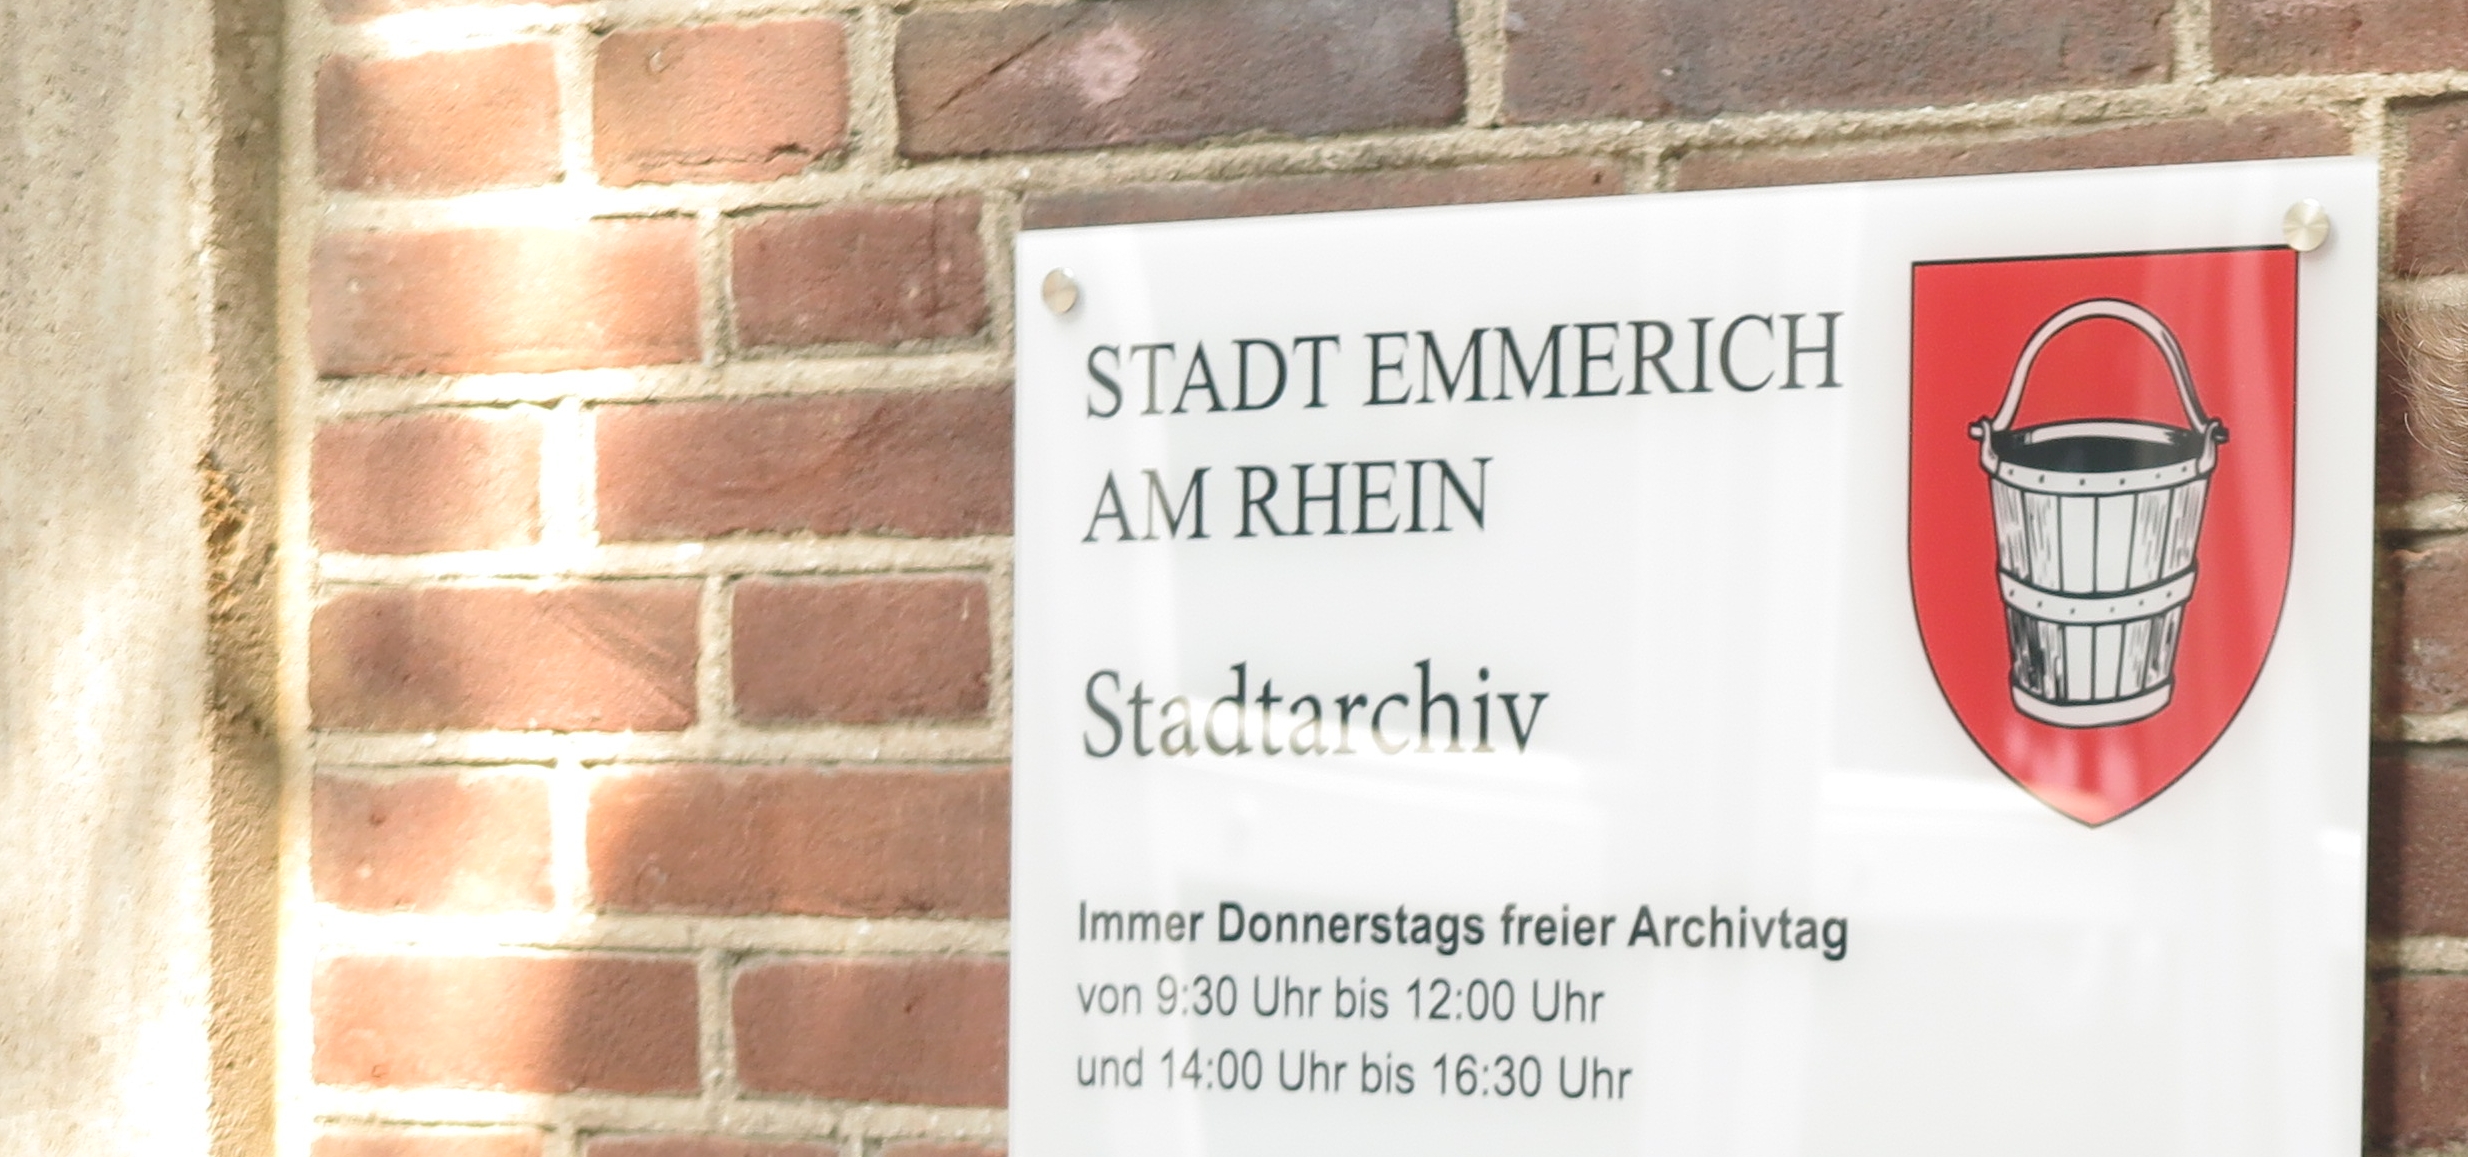 STADT EMMERICH
AM RHEIN
Stadtarchiv
Immer Donnerstags freier Archivtag
von 9:30 Uhr bis 12:00 Uhr
und 14:00 Uhr bis 16:30 Uhr